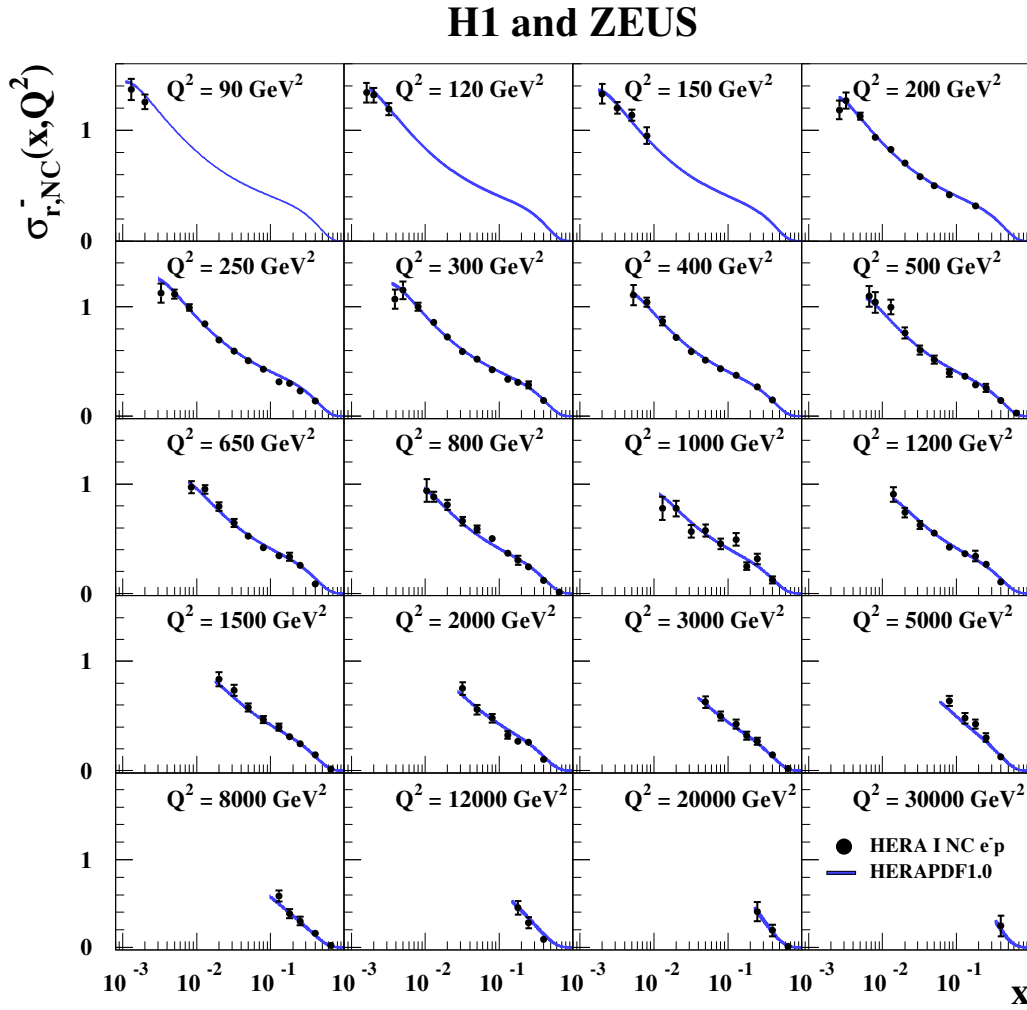 H1 and ZEUS
σ⁻r,NC(x,Q²)
Q² = 90 GeV²
Q² = 120 GeV²
Q² = 150 GeV²
Q² = 200 GeV²
1
0
Q² = 250 GeV²
Q² = 300 GeV²
Q² = 400 GeV²
Q² = 500 GeV²
1
0
Q² = 650 GeV²
Q² = 800 GeV²
Q² = 1000 GeV²
Q² = 1200 GeV²
1
0
Q² = 1500 GeV²
Q² = 2000 GeV²
Q² = 3000 GeV²
Q² = 5000 GeV²
1
0
Q² = 8000 GeV²
Q² = 12000 GeV²
Q² = 20000 GeV²
Q² = 30000 GeV²
1
0
HERA I NC e⁻p
HERAPDF1.0
10⁻³ 10⁻² 10⁻¹ 10⁻³ 10⁻² 10⁻¹ 10⁻³ 10⁻² 10⁻¹ 10⁻³ 10⁻² 10⁻¹ 1
x